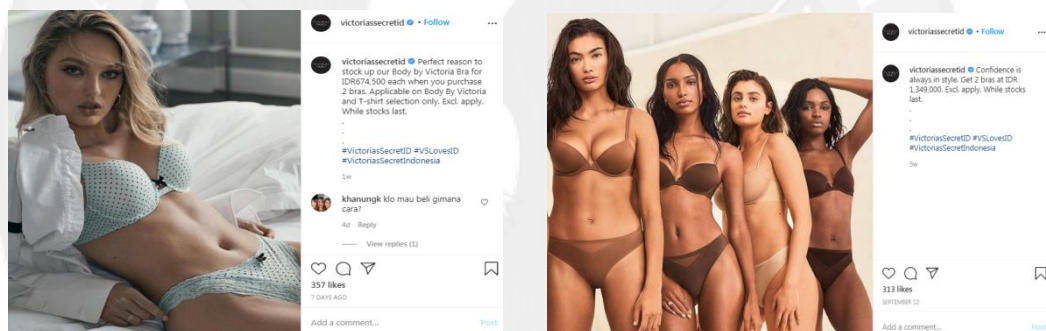 victoriassecretid • Follow
victoriassecretid Perfect reason to
stock up our Body by Victoria Bra for
IDR674,500 each when you purchase
2 bras. Applicable on Body By Victoria
and T-shirt selection only. Excl. apply.
While stocks last.
.
.
.
#VictoriasSecretID #VSLovesID
#VictoriasSecretIndonesia
1w
khanungk klo mau beli gimana
cara?
4d Reply
View replies (1)
357 likes
7 DAYS AGO
Add a comment... Post
victoriassecretid • Follow
victoriassecretid Confidence is
always in style. Get 2 bras at IDR
1,349,000. Excl. apply. While stocks
last.
.
.
.
#VictoriasSecretID #VSLovesID
#VictoriasSecretIndonesia
5w
313 likes
SEPTEMBER 12
Add a comment... Post